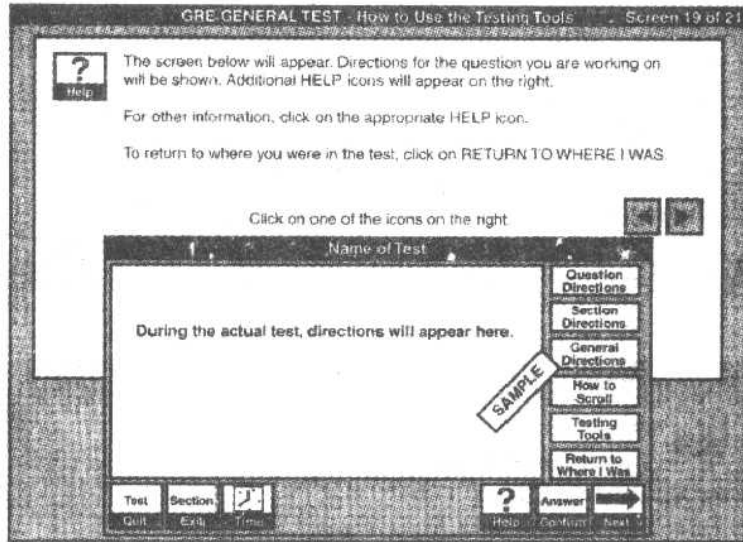 GRE GENERAL TEST - How to Use the Testing Tools Screen 19 of 21
?
Help
The screen below will appear. Directions for the question you are working on
will be shown. Additional HELP icons will appear on the right.
For other information, click on the appropriate HELP icon.
To return to where you were in the test, click on RETURN TO WHERE I WAS
Click on one of the icons on the right.
Name of Test
During the actual test, directions will appear here.
SAMPLE
Question
Directions
Section
Directions
General
Directions
How to
Scroll
Testing
Tools
Return to
Where I Was
Test
Quit
Section
Exit
Time
?
Help
Answer
Confirm
Next